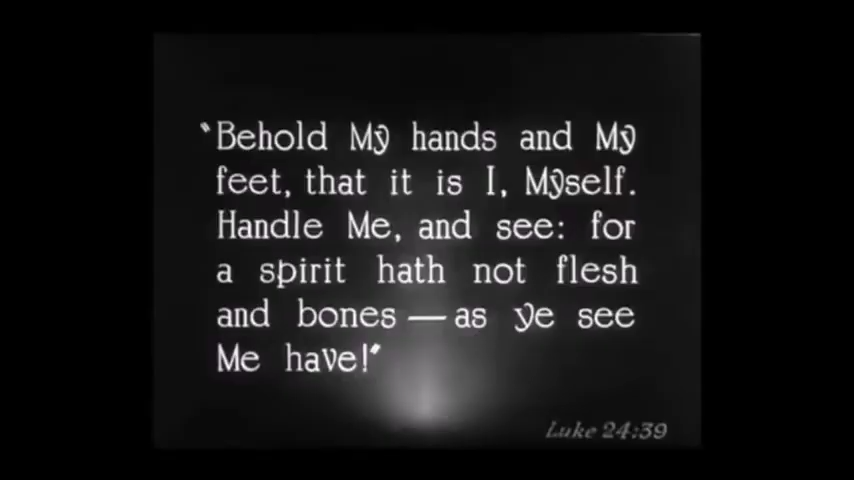 "Behold My hands and My
feet, that it is I, Myself.
Handle Me, and see: for
a spirit hath not flesh
and bones — as ye see
Me have!"
Luke 24:39